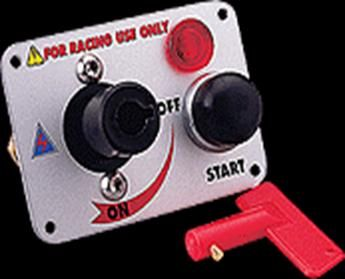 FOR RACING USE ONLY
OFF
START
ON